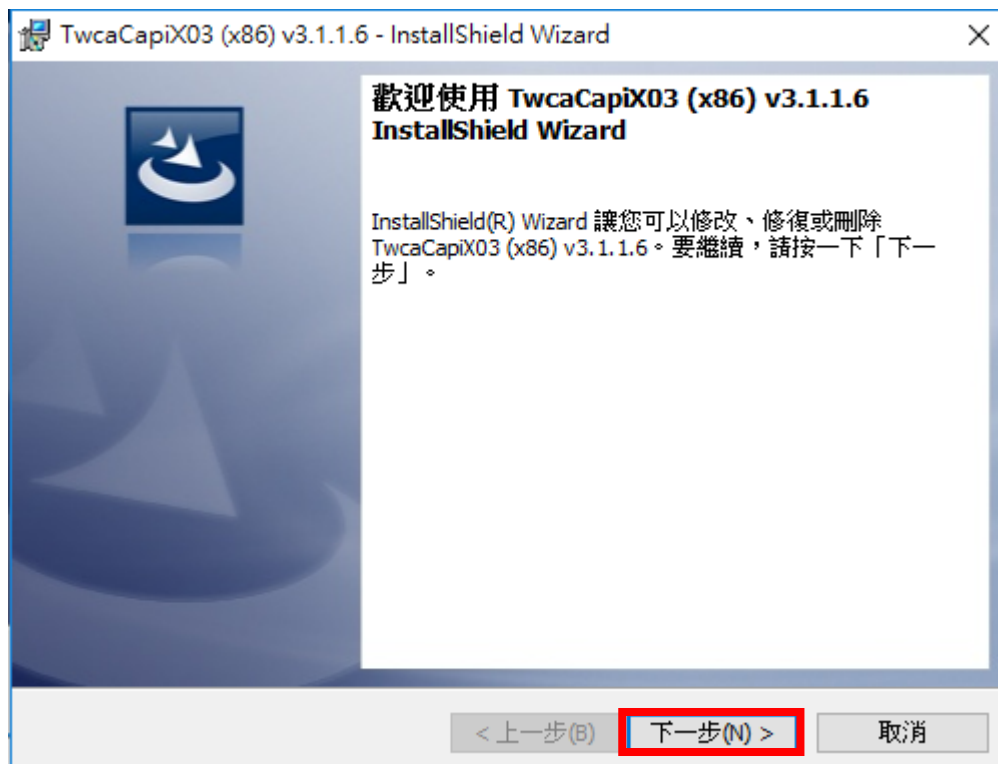 TwcaCapiX03 (x86) v3.1.1.6 - InstallShield Wizard
歡迎使用 TwcaCapiX03 (x86) v3.1.1.6
InstallShield Wizard
InstallShield(R) Wizard 讓您可以修改、修復或刪除
TwcaCapiX03 (x86) v3.1.1.6。要繼續，請按一下「下一
步」。
< 上一步(B)
下一步(N) >
取消